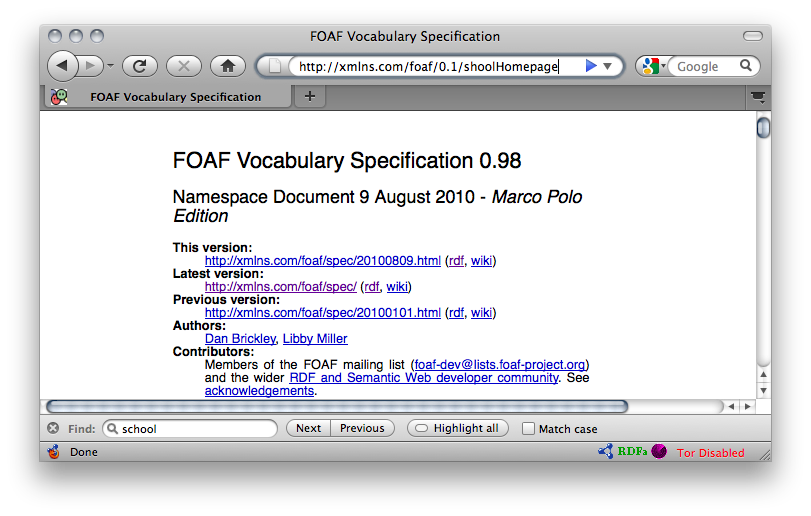 FOAF Vocabulary Specification
http://xmlns.com/foaf/0.1/shoolHomepage
Google
FOAF Vocabulary Specification
FOAF Vocabulary Specification 0.98
Namespace Document 9 August 2010 - Marco Polo
Edition
This version:
http://xmlns.com/foaf/spec/20100809.html (rdf, wiki)
Latest version:
http://xmlns.com/foaf/spec/ (rdf, wiki)
Previous version:
http://xmlns.com/foaf/spec/20100101.html (rdf, wiki)
Authors:
Dan Brickley, Libby Miller
Contributors:
Members of the FOAF mailing list (foaf-dev@lists.foaf-project.org)
and the wider RDF and Semantic Web developer community. See
acknowledgements.
Find: school Next Previous Highlight all Match case
Done RDFa Tor Disabled